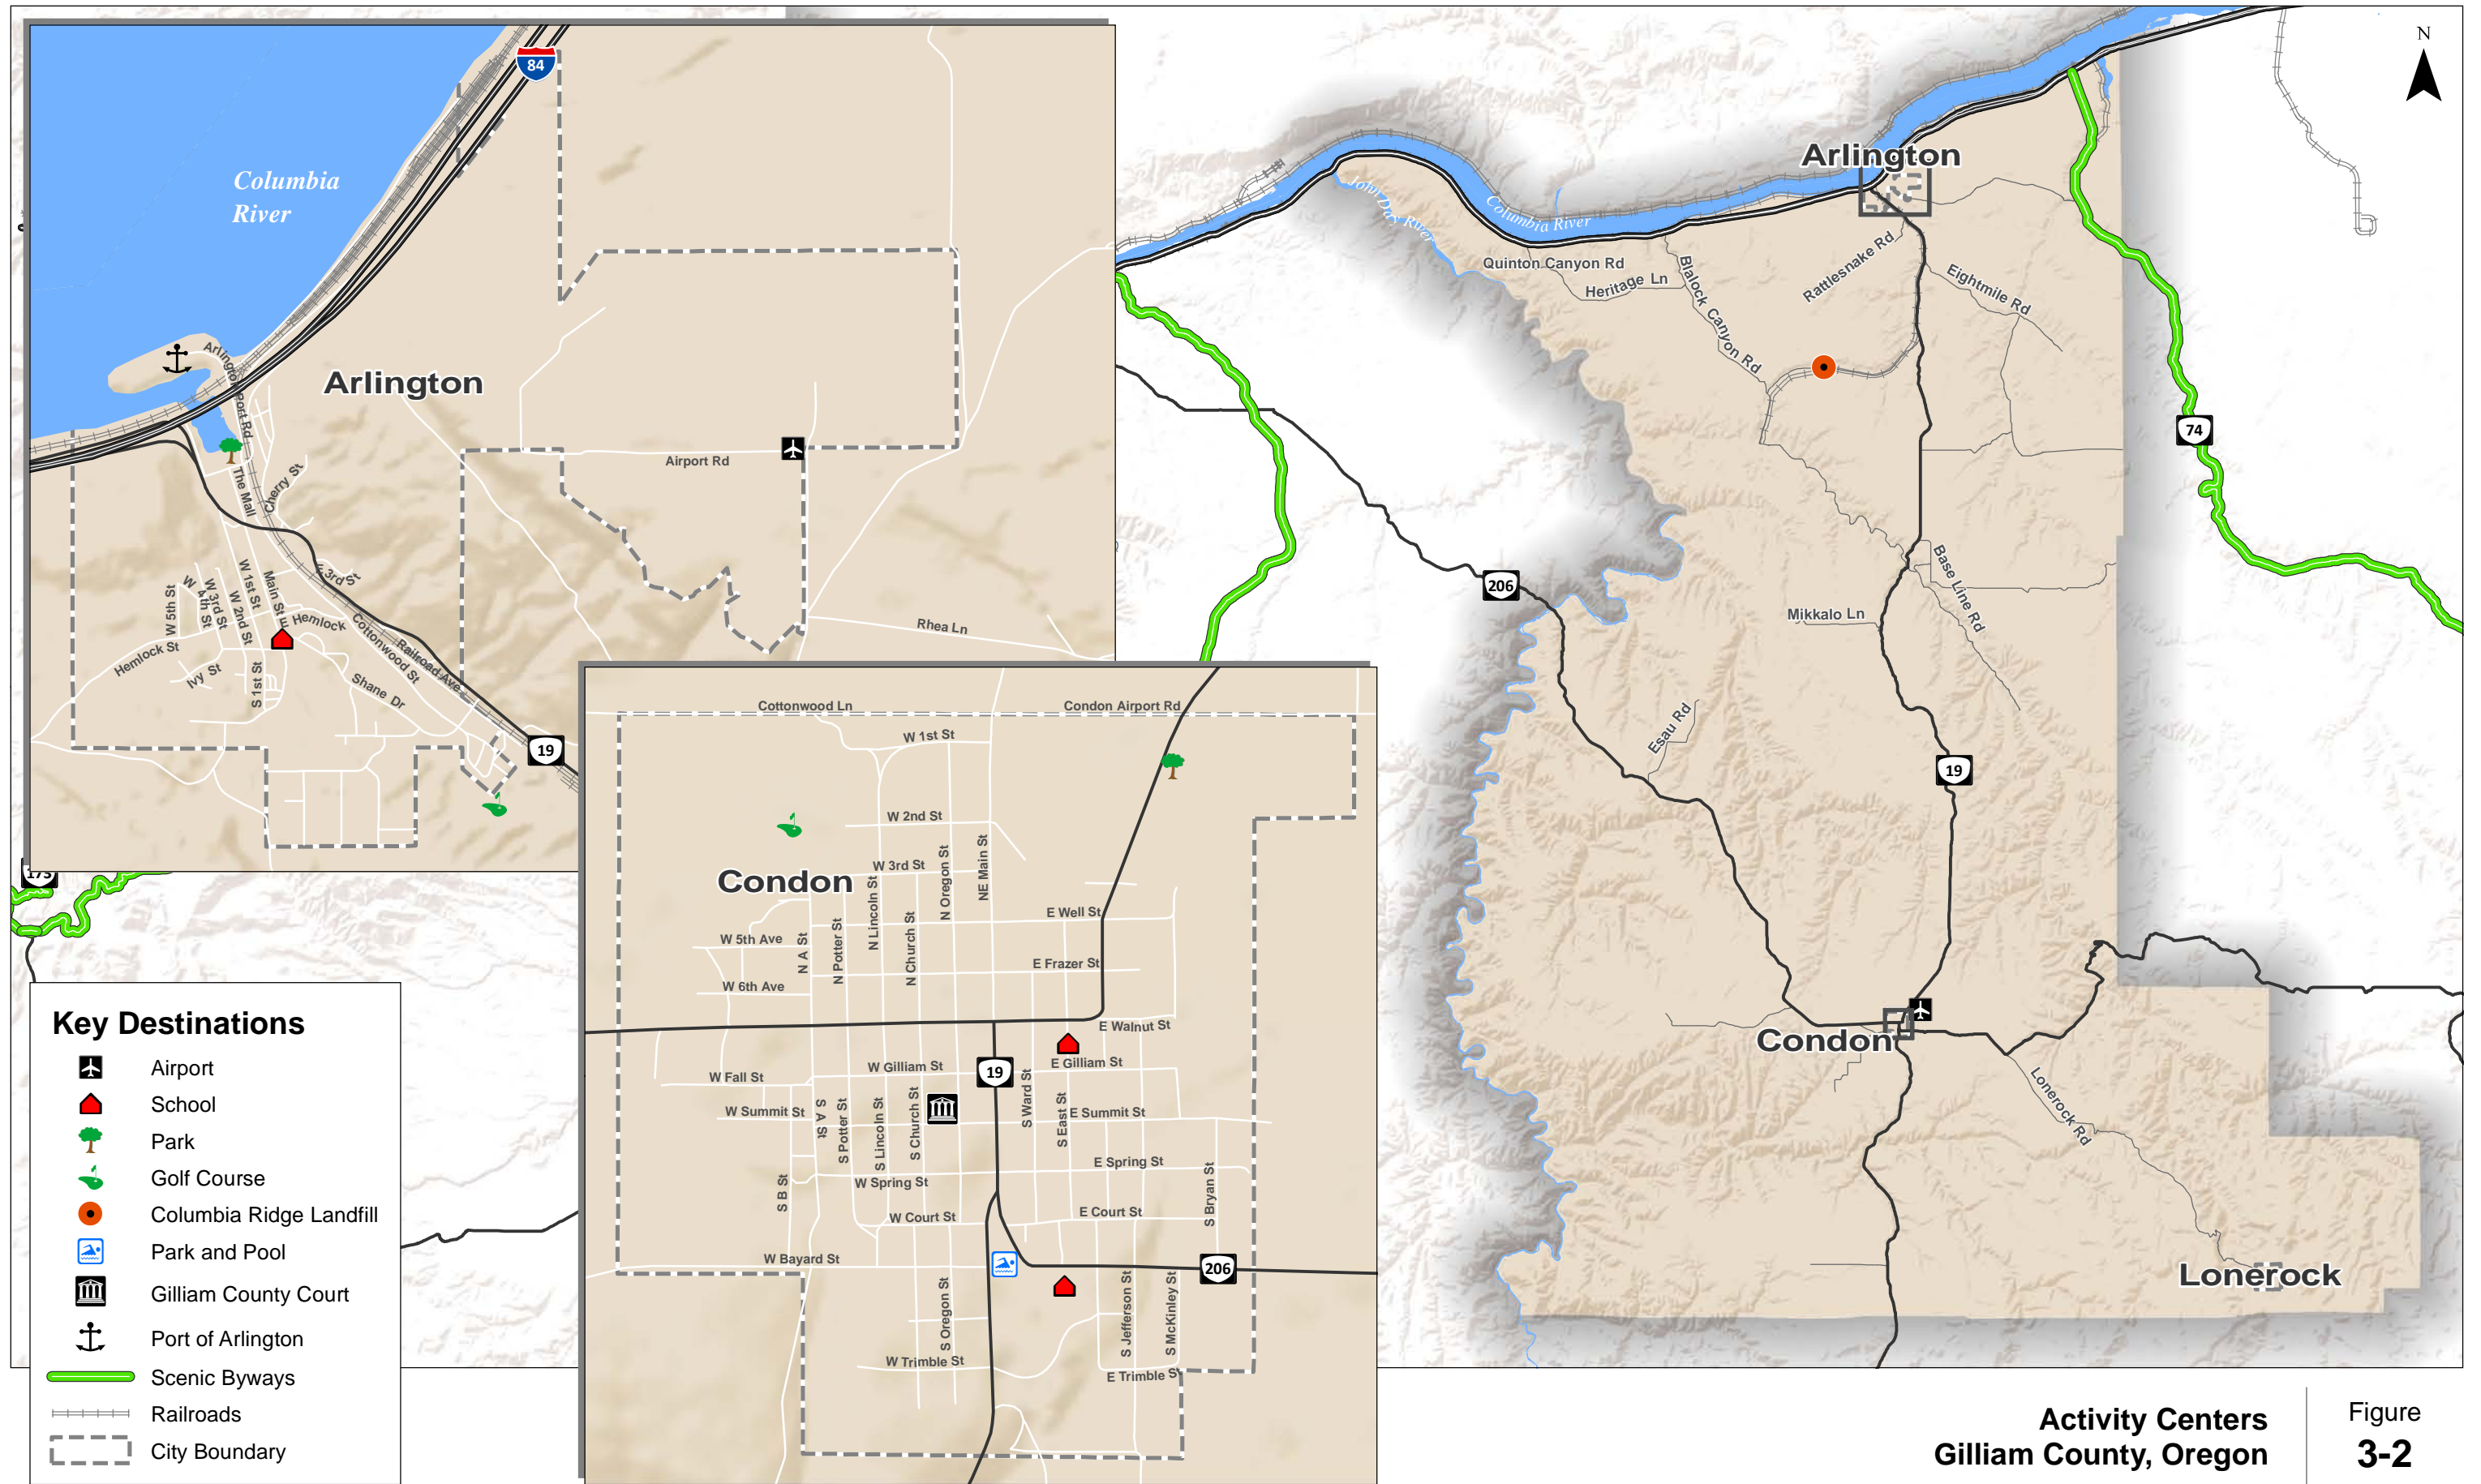 84
Columbia
River
Arlington Port Rd
Arlington
The Mall
Cherry St
Airport Rd
W 5th St
W 4th St
W 3rd St
W 2nd St
W 1st St
Main St
E 3rd St
E Hemlock
Hemlock St
Ivy St
S 1st St
Cottonwood St
Railroad Ave
Shane Dr
Rhea Ln
19
Cottonwood Ln
Condon Airport Rd
W 1st St
W 2nd St
W 3rd St
Condon
N Lincoln St
N Oregon St
NE Main St
E Well St
W 5th Ave
N A St
N Potter St
N Church St
E Frazer St
W 6th Ave
E Walnut St
W Gilliam St
19
E Gilliam St
W Fall St
W Summit St
S A St
S Potter St
S Lincoln St
S Church St
S Ward St
S East St
E Summit St
E Spring St
W Spring St
S B St
S Bryan St
W Court St
E Court St
W Bayard St
206
S Oregon St
S Jefferson St
S McKinley St
W Trimble St
E Trimble St
N
Arlington
John Day River
Columbia River
Quinton Canyon Rd
Heritage Ln
Blalock Canyon Rd
Rattlesnake Rd
Eightmile Rd
74
206
Base Line Rd
Mikkalo Ln
Esau Rd
19
Condon
Lonerock Rd
Lonerock
Key Destinations
Airport
School
Park
Golf Course
Columbia Ridge Landfill
Park and Pool
Gilliam County Court
Port of Arlington
Scenic Byways
Railroads
City Boundary
Activity Centers
Gilliam County, Oregon
Figure
3-2